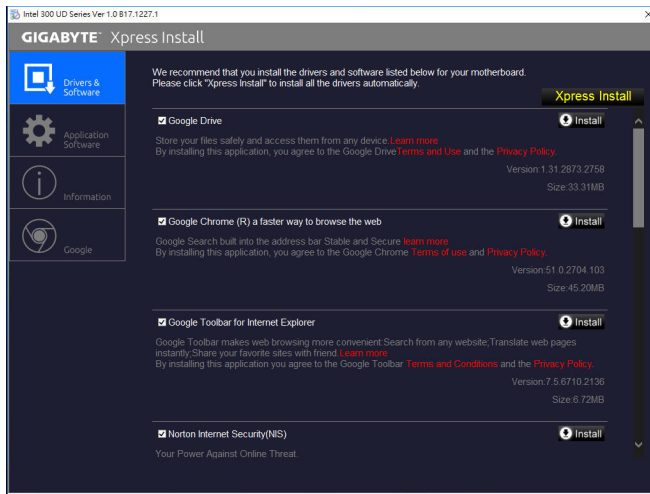 Intel 300 UD Series Ver 1.0 B17.1227.1
GIGABYTE™ Xpress Install
Drivers &
Software
Application
Software
Information
Google
We recommend that you install the drivers and software listed below for your motherboard.
Please click "Xpress Install" to install all the drivers automatically.
Xpress Install
Google Drive
Install
Store your files safely and access them from any device.Learn more
By installing this application, you agree to the Google DriveTerms and Use and the Privacy Policy.
Version:1.31.2873.2758
Size:33.31MB
Google Chrome (R) a faster way to browse the web
Install
Google Search built into the address bar Stable and Secure learn more
By installing this application, you agree to the Google Chrome Terms of use and Privacy Policy.
Version:51.0.2704.103
Size:45.20MB
Google Toolbar for Internet Explorer
Install
Google Toolbar makes web browsing more convenient:Search from any website;Translate web pages
instantly;Share your favorite sites with friend.Learn more
By installing this application you agree to the Google Toolbar Terms and Conditions and the Privacy Policy.
Version:7.5.6710.2136
Size:6.72MB
Norton Internet Security(NIS)
Install
Your Power Against Online Threat.